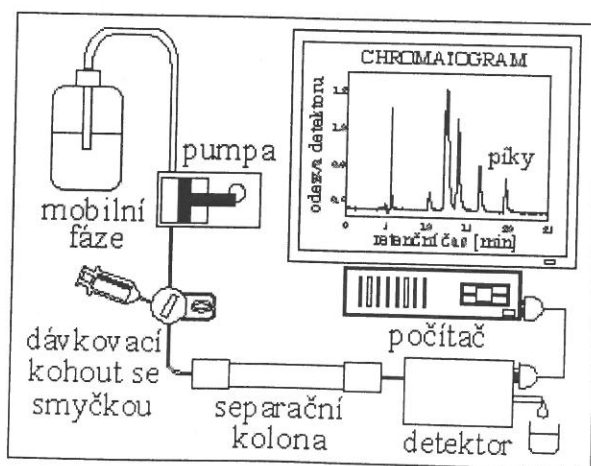 CHROMATOGRAM
odezva detektoru
píky
retenční čas [min]
pumpa
mobilní
fáze
dávkovací
kohout se
smyčkou
separační
kolona
počítač
detektor